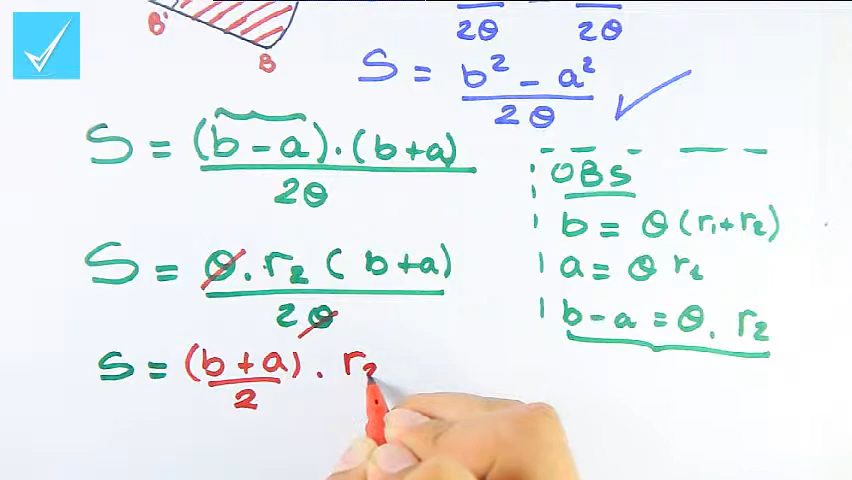 B'
B
2θ 2θ
S = b² - a² / 2θ
S = (b-a).(b+a) / 2θ
S = θ. r₂ (b+a) / 2θ
S = (b+a) / 2 . r₂
OBS
b = θ(r₁+r₂)
a = θ r₁
b-a = θ. r₂